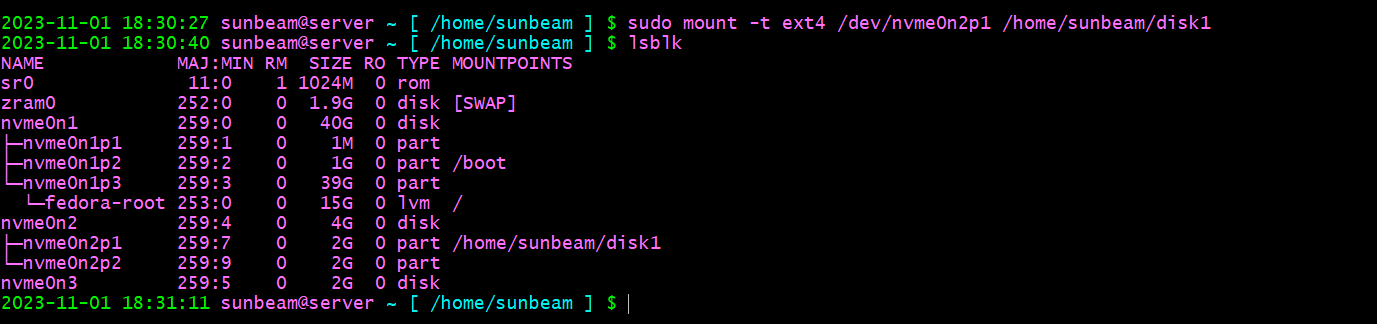 2023-11-01 18:30:27 sunbeam@server ~ [ /home/sunbeam ] $ sudo mount -t ext4 /dev/nvme0n2p1 /home/sunbeam/disk1
2023-11-01 18:30:40 sunbeam@server ~ [ /home/sunbeam ] $ lsblk
NAME            MAJ:MIN RM  SIZE RO TYPE MOUNTPOINTS
sr0              11:0    1 1024M  0 rom
zram0           252:0    0  1.9G  0 disk [SWAP]
nvme0n1         259:0    0   40G  0 disk
├─nvme0n1p1     259:1    0    1M  0 part
├─nvme0n1p2     259:2    0    1G  0 part /boot
└─nvme0n1p3     259:3    0   39G  0 part
  └─fedora-root 253:0    0   15G  0 lvm  /
nvme0n2         259:4    0    4G  0 disk
├─nvme0n2p1     259:7    0    2G  0 part /home/sunbeam/disk1
└─nvme0n2p2     259:9    0    2G  0 part
nvme0n3         259:5    0    2G  0 disk
2023-11-01 18:31:11 sunbeam@server ~ [ /home/sunbeam ] $